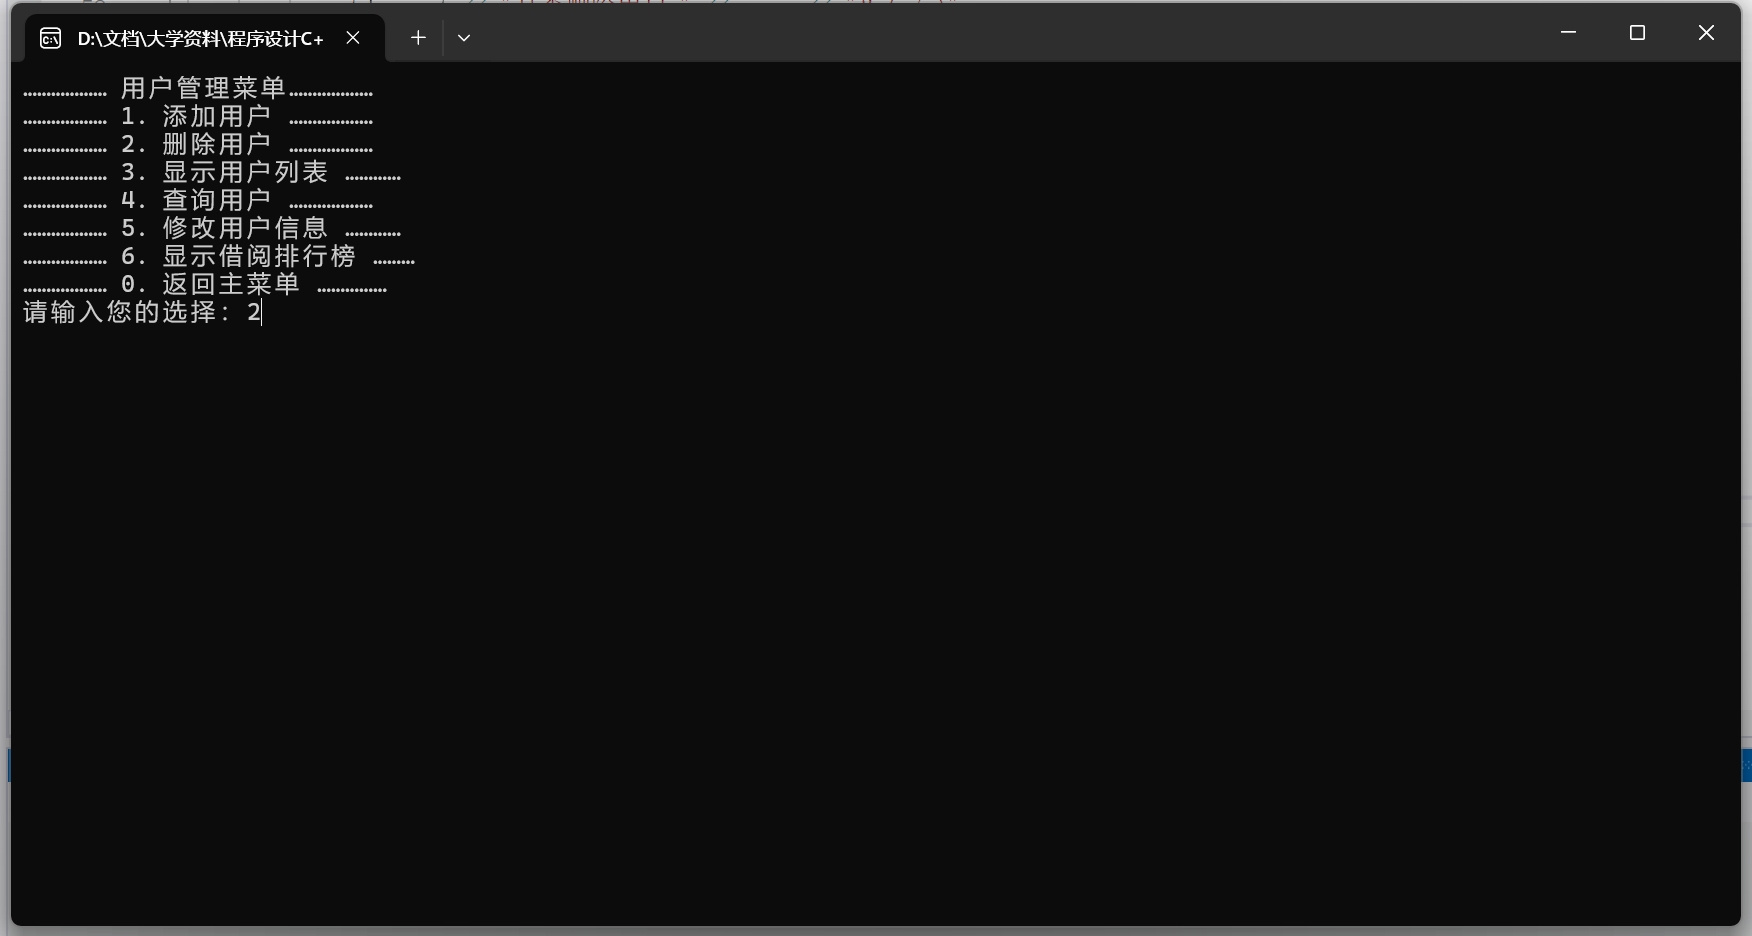 D:\文档\大学资料\程序设计C+
……………… 用户管理菜单………………
……………… 1. 添加用户 ………………
……………… 2. 删除用户 ………………
……………… 3. 显示用户列表 …………
……………… 4. 查询用户 ………………
……………… 5. 修改用户信息 …………
……………… 6. 显示借阅排行榜 ………
……………… 0. 返回主菜单 ……………
请输入您的选择: 2